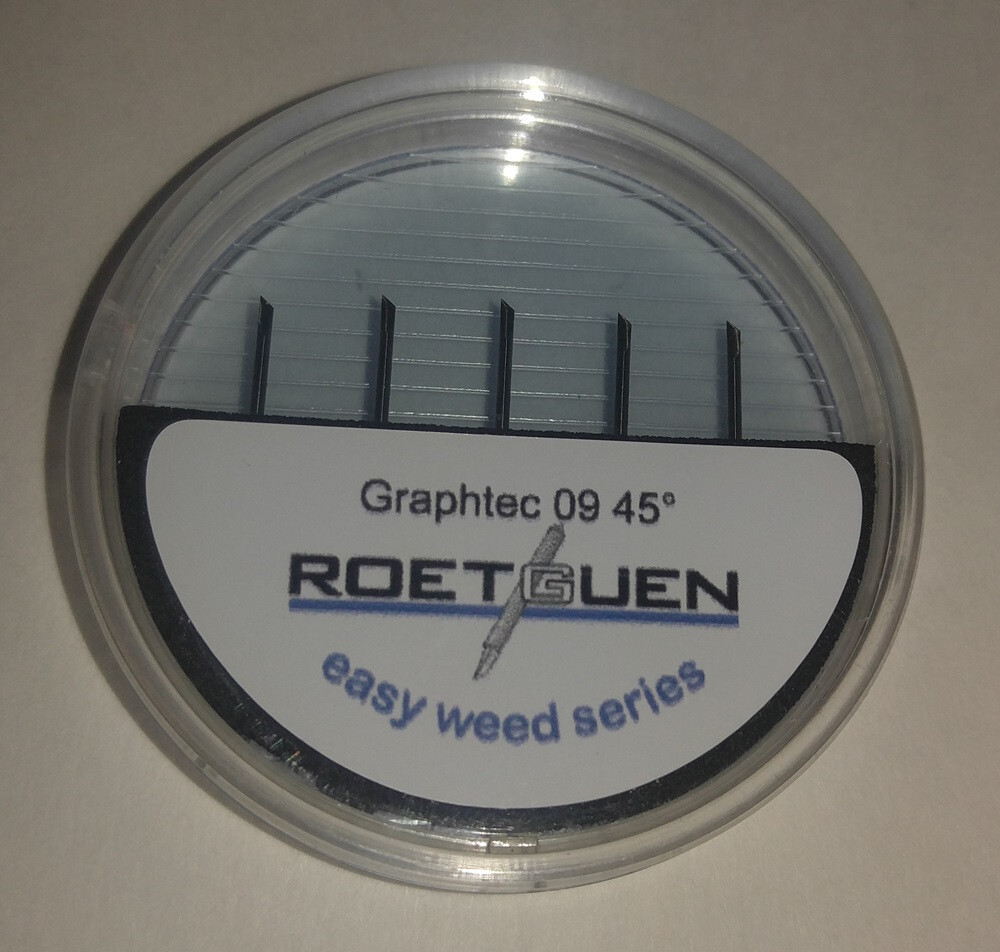 Graphtec 09 45°
ROETGUEN
easy weed series